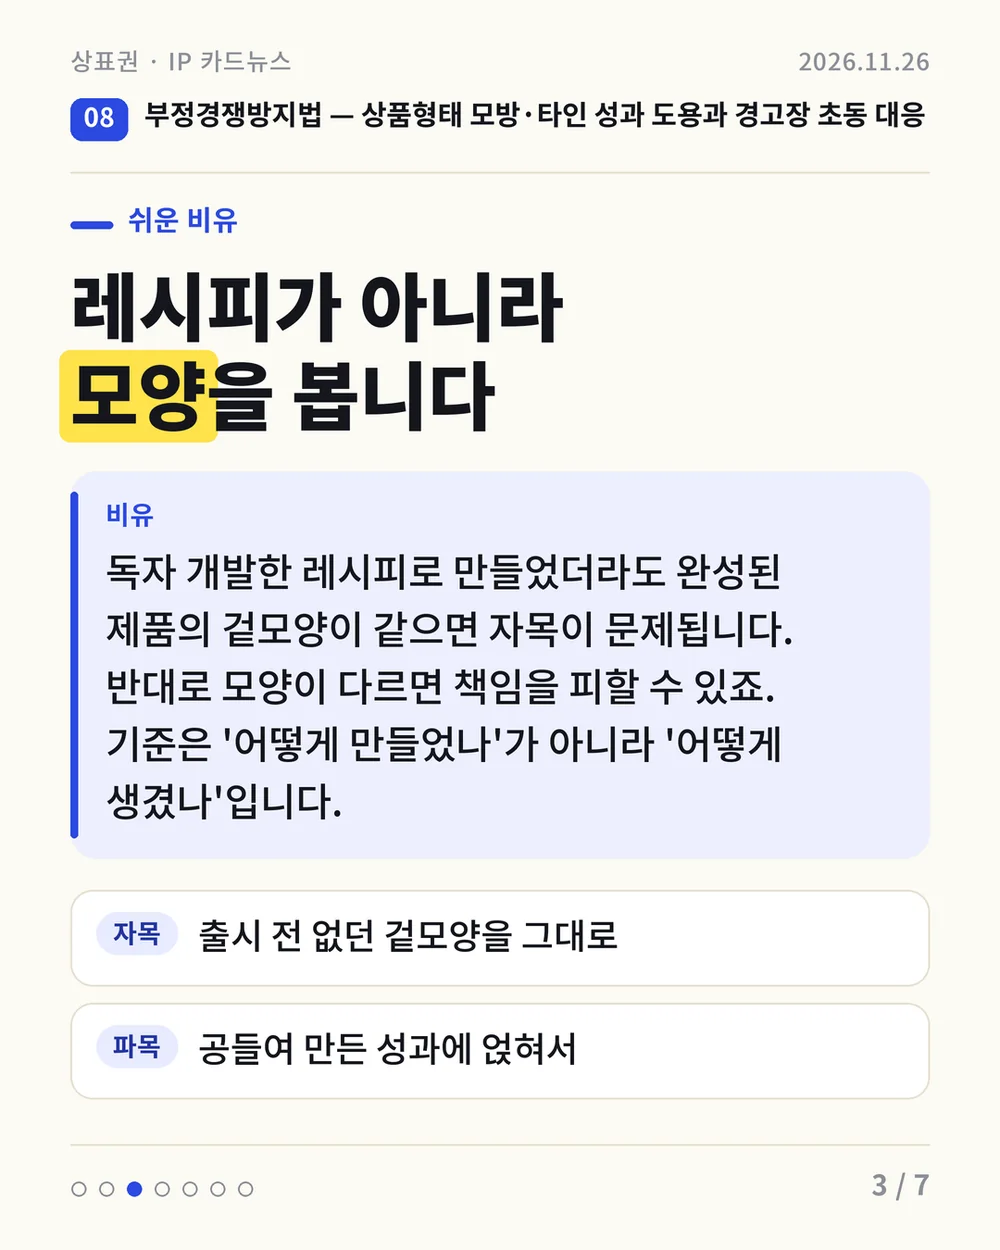 상표권 · IP 카드뉴스
2026.11.26
08 부정경쟁방지법 — 상품형태 모방·타인 성과 도용과 경고장 초동 대응
쉬운 비유
레시피가 아니라
모양을 봅니다
비유
독자 개발한 레시피로 만들었더라도 완성된
제품의 겉모양이 같으면 자목이 문제됩니다.
반대로 모양이 다르면 책임을 피할 수 있죠.
기준은 '어떻게 만들었나'가 아니라 '어떻게
생겼나'입니다.
자목 출시 전 없던 겉모양을 그대로
파목 공들여 만든 성과에 얹혀서
3 / 7